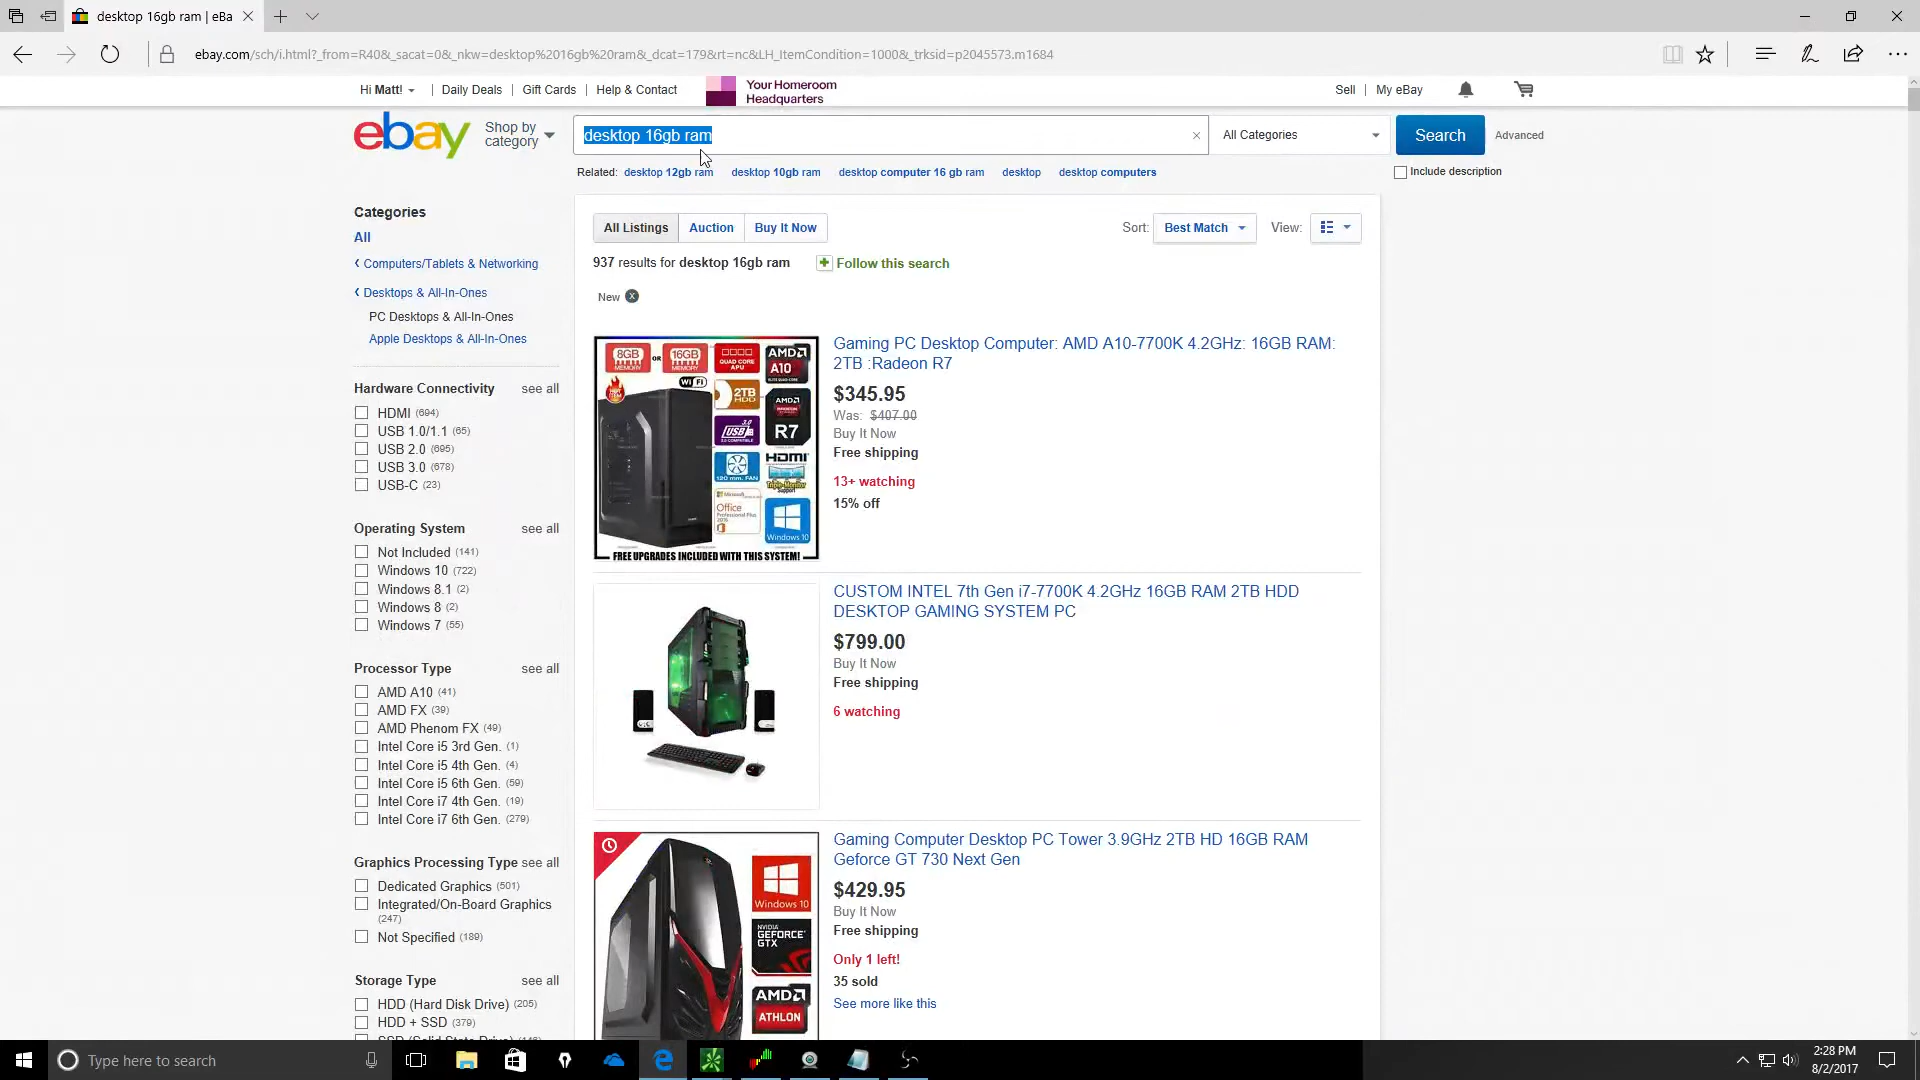 desktop 16gb ram | eBa
ebay.com/sch/i.html?_from=R40&_sacat=0&_nkw=desktop%2016gb%20ram&_dcat=179&rt=nc&LH_ItemCondition=1000&_trksid=p2045573.m1684
Hi Matt! | Daily Deals | Gift Cards | Help & Contact
Your Homeroom
Headquarters
Sell | My eBay
ebay
Shop by
category
desktop 16gb ram
All Categories
Search
Advanced
Related: desktop 12gb ram desktop 10gb ram desktop computer 16 gb ram desktop desktop computers
Include description
Categories
All
Computers/Tablets & Networking
Desktops & All-In-Ones
PC Desktops & All-In-Ones
Apple Desktops & All-In-Ones
Hardware Connectivity see all
HDMI (694)
USB 1.0/1.1 (65)
USB 2.0 (695)
USB 3.0 (678)
USB-C (23)
Operating System see all
Not Included (141)
Windows 10 (722)
Windows 8.1 (2)
Windows 8 (2)
Windows 7 (55)
Processor Type see all
AMD A10 (41)
AMD FX (39)
AMD Phenom FX (49)
Intel Core i5 3rd Gen. (1)
Intel Core i5 4th Gen. (4)
Intel Core i5 6th Gen. (59)
Intel Core i7 4th Gen. (19)
Intel Core i7 6th Gen. (279)
Graphics Processing Type see all
Dedicated Graphics (501)
Integrated/On-Board Graphics
(247)
Not Specified (189)
Storage Type see all
HDD (Hard Disk Drive) (205)
HDD + SSD (379)
All Listings Auction Buy It Now
Sort: Best Match View:
937 results for desktop 16gb ram Follow this search
New
8GB
MEMORY
OR
16GB
MEMORY
QUAD CORE
APU
AMD
A10
WiFi
2TB
HDD
AMD
R7
USB
HDMI
120 mm. FAN
Triple-Monitor
Support
Microsoft
Office
Professional Plus
2016
Windows 10
FREE UPGRADES INCLUDED WITH THIS SYSTEM!
Gaming PC Desktop Computer: AMD A10-7700K 4.2GHz: 16GB RAM:
2TB :Radeon R7
$345.95
Was: $407.00
Buy It Now
Free shipping
13+ watching
15% off
CUSTOM INTEL 7th Gen i7-7700K 4.2GHz 16GB RAM 2TB HDD
DESKTOP GAMING SYSTEM PC
$799.00
Buy It Now
Free shipping
6 watching
Windows 10
NVIDIA
GEFORCE
GTX
AMD
ATHLON
Gaming Computer Desktop PC Tower 3.9GHz 2TB HD 16GB RAM
Geforce GT 730 Next Gen
$429.95
Buy It Now
Free shipping
Only 1 left!
35 sold
See more like this
Type here to search
2:28 PM
8/2/2017